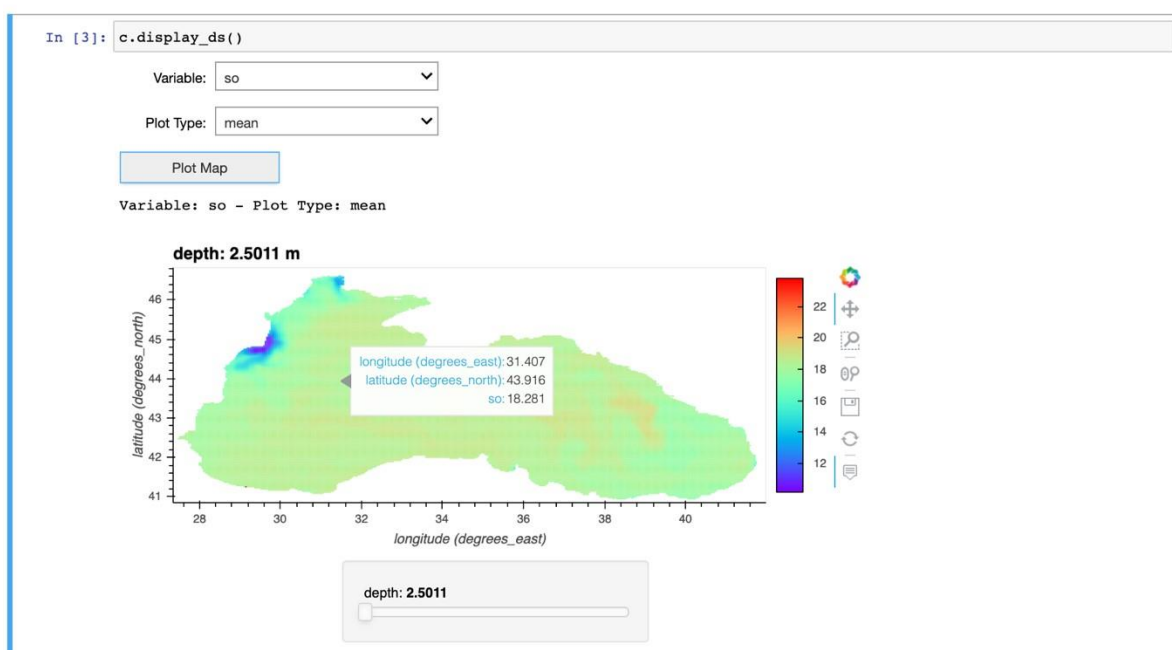 In [3]: c.display_ds()
Variable: so
Plot Type: mean
Plot Map
Variable: so - Plot Type: mean
depth: 2.5011 m
46
45
44
43
42
41
latitude (degrees_north)
longitude (degrees_east): 31.407
latitude (degrees_north): 43.916
so: 18.281
22
20
18
16
14
12
28 30 32 34 36 38 40
longitude (degrees_east)
depth: 2.5011